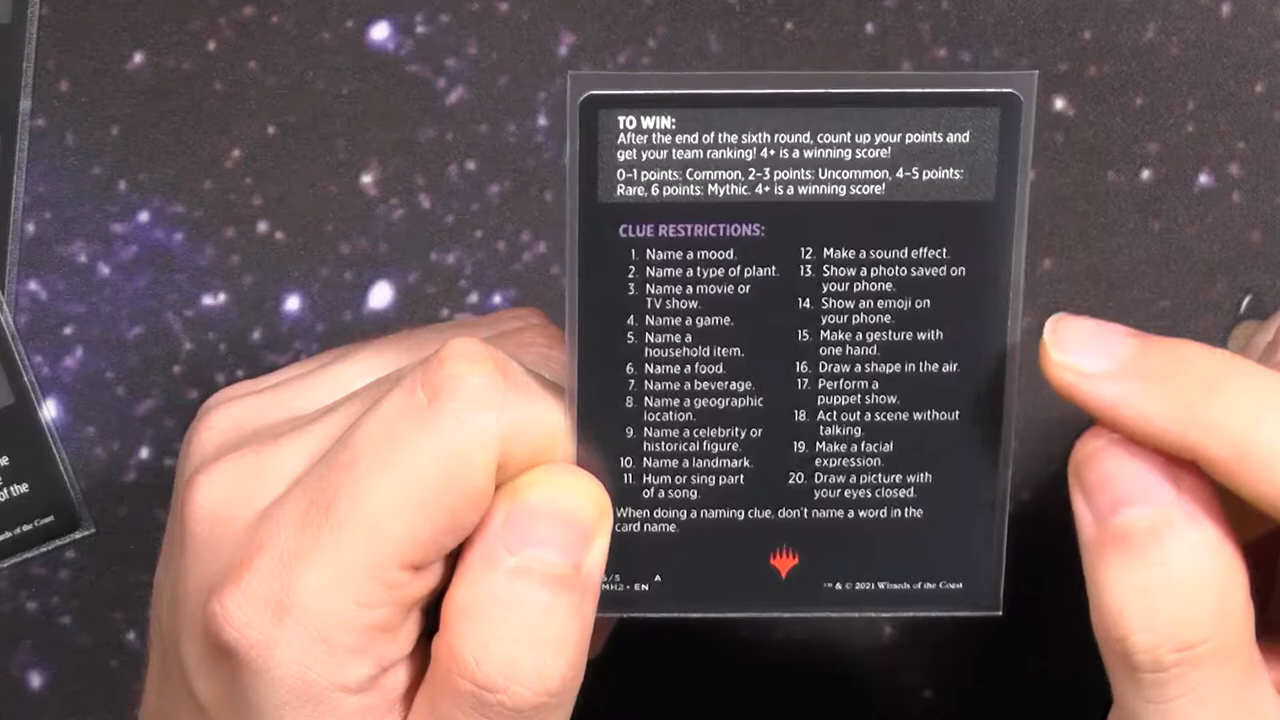 TO WIN:
After the end of the sixth round, count up your points and
get your team ranking! 4+ is a winning score!
0-1 points: Common, 2-3 points: Uncommon, 4-5 points:
Rare, 6 points: Mythic. 4+ is a winning score!
CLUE RESTRICTIONS:
1. Name a mood.
2. Name a type of plant.
3. Name a movie or
TV show.
4. Name a game.
5. Name a
household item.
6. Name a food.
7. Name a beverage.
8. Name a geographic
location.
9. Name a celebrity or
historical figure.
10. Name a landmark.
11. Hum or sing part
of a song.
12. Make a sound effect.
13. Show a photo saved on
your phone.
14. Show an emoji on
your phone.
15. Make a gesture with
one hand.
16. Draw a shape in the air.
17. Perform a
puppet show.
18. Act out a scene without
talking.
19. Make a facial
expression.
20. Draw a picture with
your eyes closed.
When doing a naming clue, don't name a word in the
card name.
5/5 A
MH2 • EN
™ & © 2021 Wizards of the Coast
of the
Wizards of the Coast